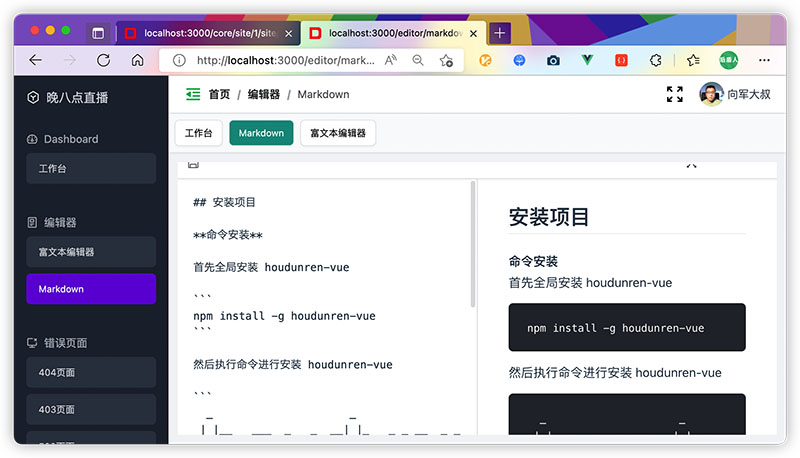 localhost:3000/core/site/1/site
localhost:3000/editor/markdo
http://localhost:3000/editor/mark...
后盾人
晚八点直播
首页 / 编辑器 / Markdown
向军大叔
工作台
Markdown
富文本编辑器
Dashboard
工作台
编辑器
富文本编辑器
Markdown
错误页面
404页面
403页面
## 安装项目
**命令安装**
首先全局安装 houdunren-vue
```
npm install -g houdunren-vue
```
然后执行命令进行安装 houdunren-vue
```
安装项目
命令安装
首先全局安装 houdunren-vue
npm install -g houdunren-vue
然后执行命令进行安装 houdunren-vue